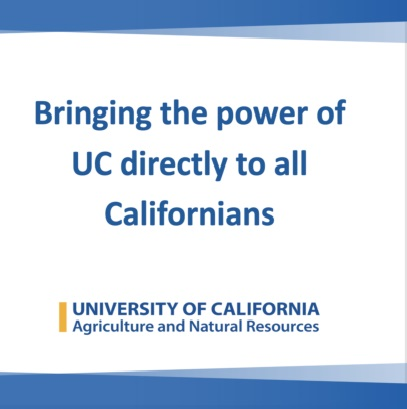 Bringing the power of
UC directly to all
Californians
UNIVERSITY OF CALIFORNIA
Agriculture and Natural Resources